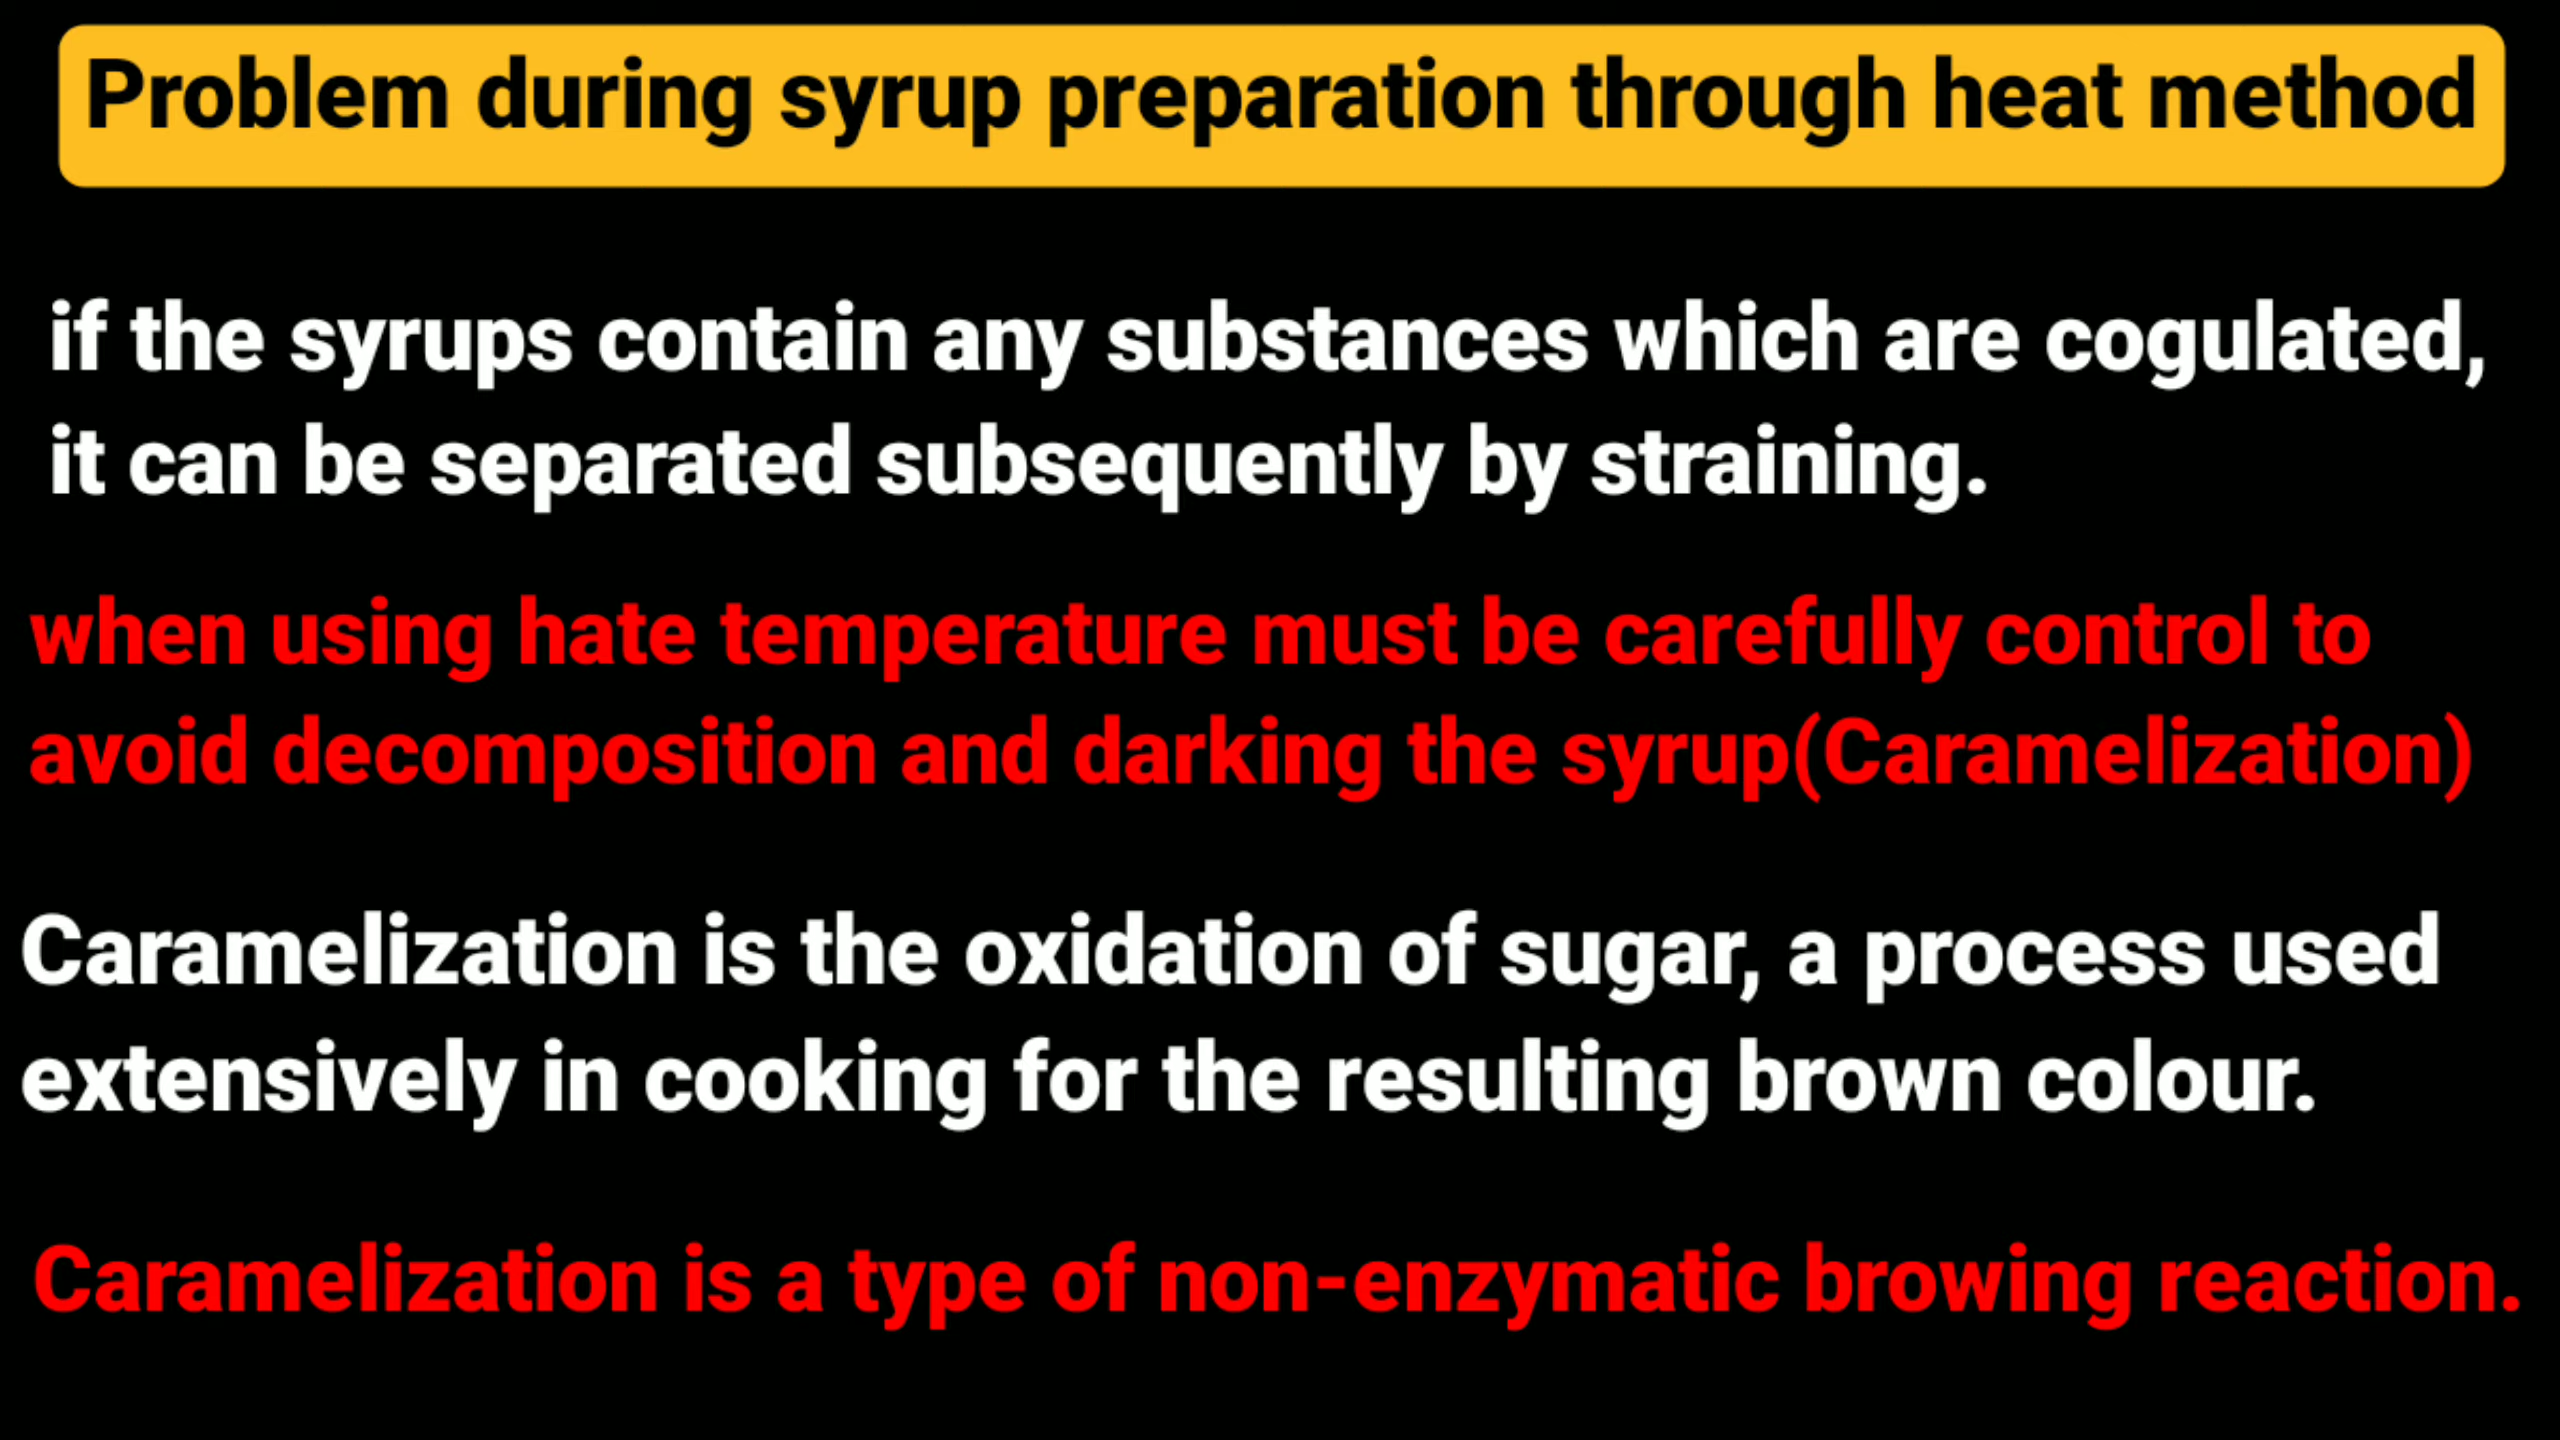 Problem during syrup preparation through heat method
if the syrups contain any substances which are cogulated,
it can be separated subsequently by straining.
when using hate temperature must be carefully control to
avoid decomposition and darking the syrup(Caramelization)
Caramelization is the oxidation of sugar, a process used
extensively in cooking for the resulting brown colour.
Caramelization is a type of non-enzymatic browing reaction.